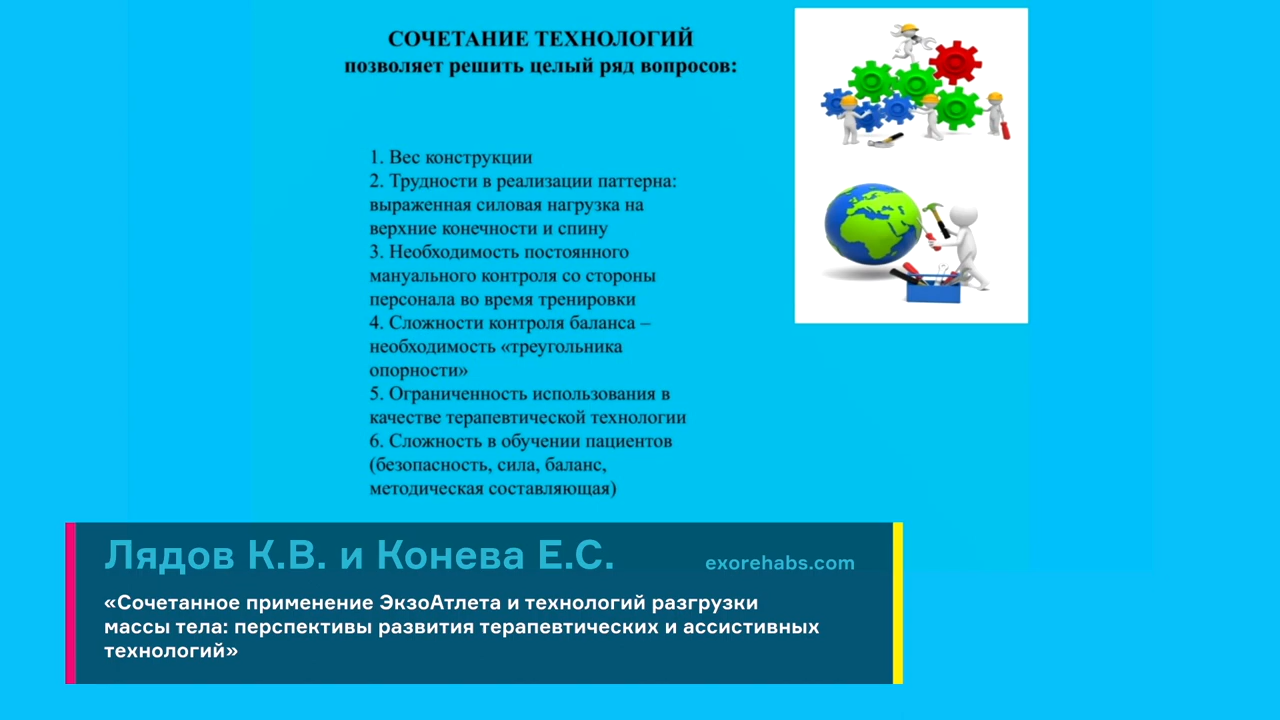 СОЧЕТАНИЕ ТЕХНОЛОГИЙ
позволяет решить целый ряд вопросов:
1. Вес конструкции
2. Трудности в реализации паттерна:
выраженная силовая нагрузка на
верхние конечности и спину
3. Необходимость постоянного
мануального контроля со стороны
персонала во время тренировки
4. Сложности контроля баланса –
необходимость «треугольника
опорности»
5. Ограниченность использования в
качестве терапевтической технологии
6. Сложность в обучении пациентов
(безопасность, сила, баланс,
методическая составляющая)
Лядов К.В. и Конева Е.С.
exorehabs.com
«Сочетанное применение ЭкзоАтлета и технологий разгрузки
массы тела: перспективы развития терапевтических и ассистивных
технологий»